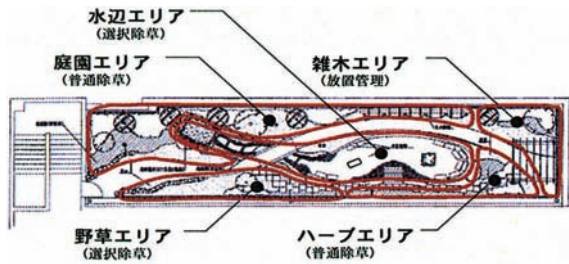 水辺エリア
(選択除草)
庭園エリア
(普通除草)
雑木エリア
(放置管理)
野草エリア
(選択除草)
ハーブエリア
(普通除草)